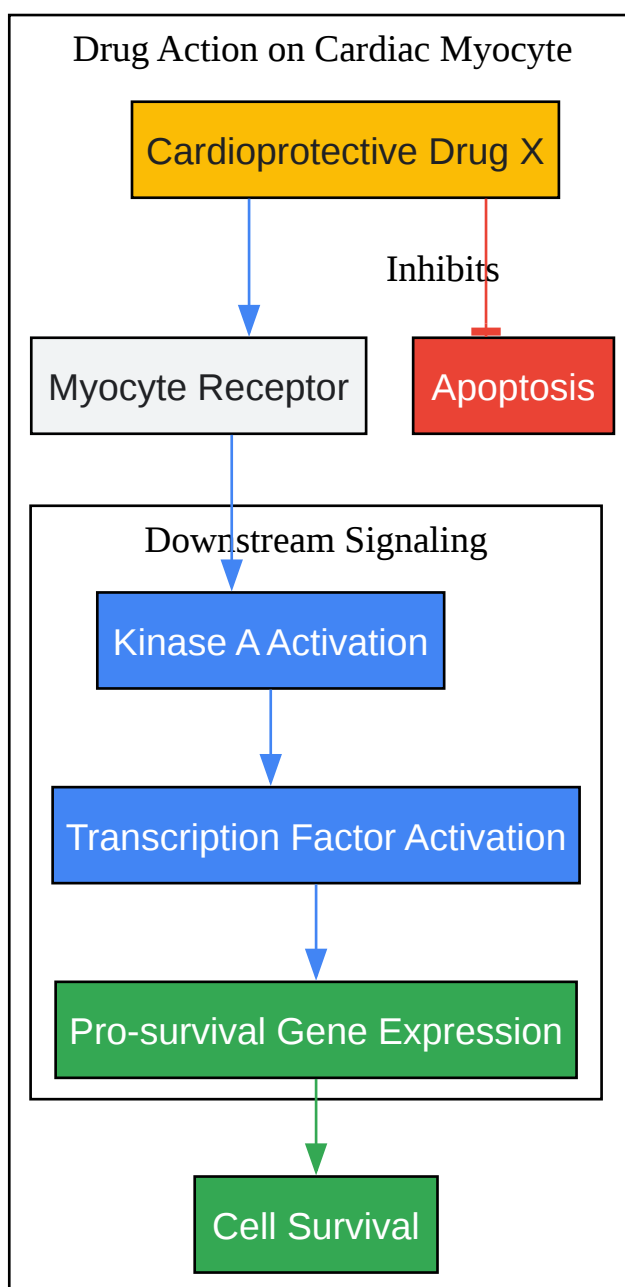 Drug Action on Cardiac Myocyte
Cardioprotective Drug X
Inhibits
Myocyte Receptor
Apoptosis
Downstream Signaling
Kinase A Activation
Transcription Factor Activation
Pro-survival Gene Expression
Cell Survival